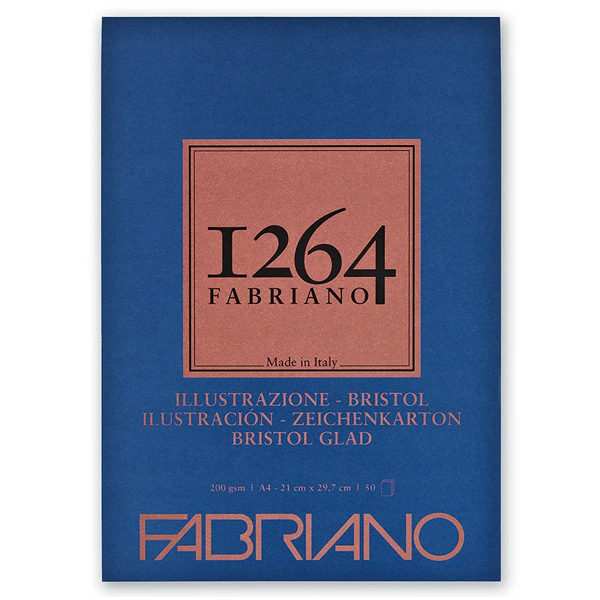 1264
FABRIANO
Made in Italy
ILLUSTRAZIONE - BRISTOL
ILUSTRACIÓN - ZEICHENKARTON
BRISTOL GLAD
200 gsm | A4 - 21 cm x 29,7 cm | 50
FABRIANO